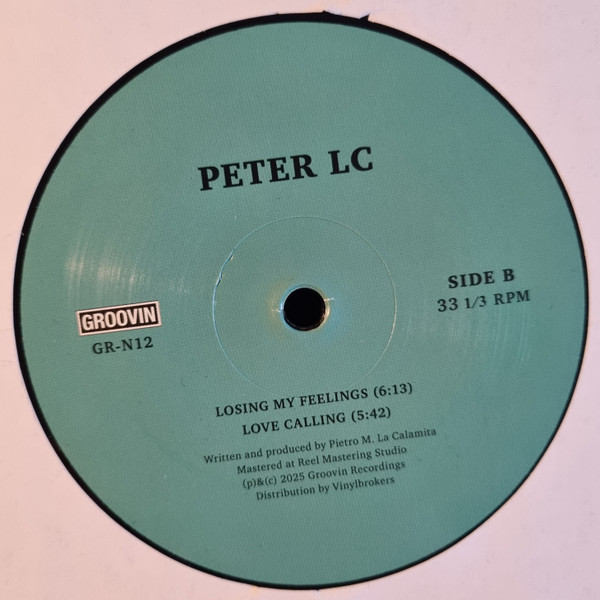 PETER LC
GROOVIN
GR-N12
SIDE B
33 1/3 RPM
LOSING MY FEELINGS (6:13)
LOVE CALLING (5:42)
Written and produced by Pietro M. La Calamita
Mastered at Reel Mastering Studio
(p)&(c) 2025 Groovin Recordings
Distribution by Vinylbrokers